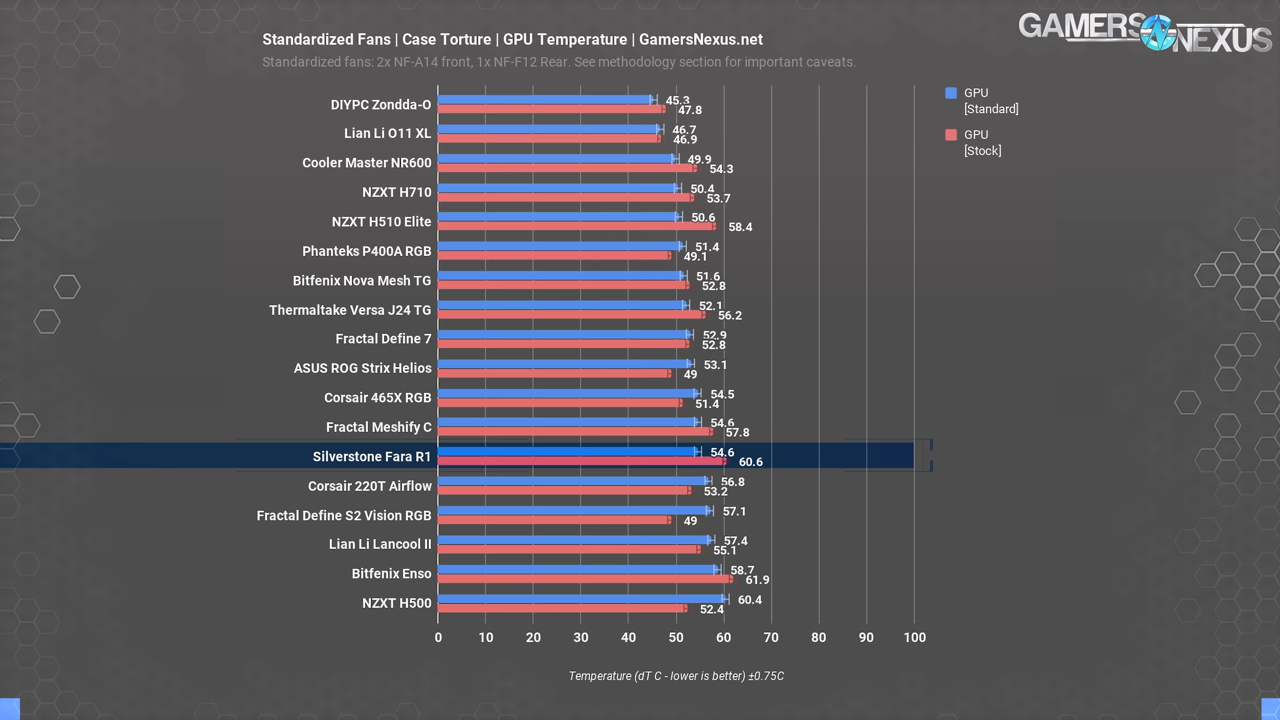 GAMERS NEXUS
Standardized Fans | Case Torture | GPU Temperature | GamersNexus.net
Standardized fans: 2x NF-A14 front, 1x NF-F12 Rear. See methodology section for important caveats.
GPU
[Standard]
GPU
[Stock]
DIYPC Zondda-O 45.3
47.8
Lian Li O11 XL 46.7
46.9
Cooler Master NR600 49.9
54.3
NZXT H710 50.4
53.7
NZXT H510 Elite 50.6
58.4
Phanteks P400A RGB 51.4
49.1
Bitfenix Nova Mesh TG 51.6
52.8
Thermaltake Versa J24 TG 52.1
56.2
Fractal Define 7 52.9
52.8
ASUS ROG Strix Helios 53.1
49
Corsair 465X RGB 54.5
51.4
Fractal Meshify C 54.6
57.8
Silverstone Fara R1 54.6
60.6
Corsair 220T Airflow 56.8
53.2
Fractal Define S2 Vision RGB 57.1
49
Lian Li Lancool II 57.4
55.1
Bitfenix Enso 58.7
61.9
NZXT H500 60.4
52.4
0 10 20 30 40 50 60 70 80 90 100
Temperature (dT C - lower is better) ±0.75C